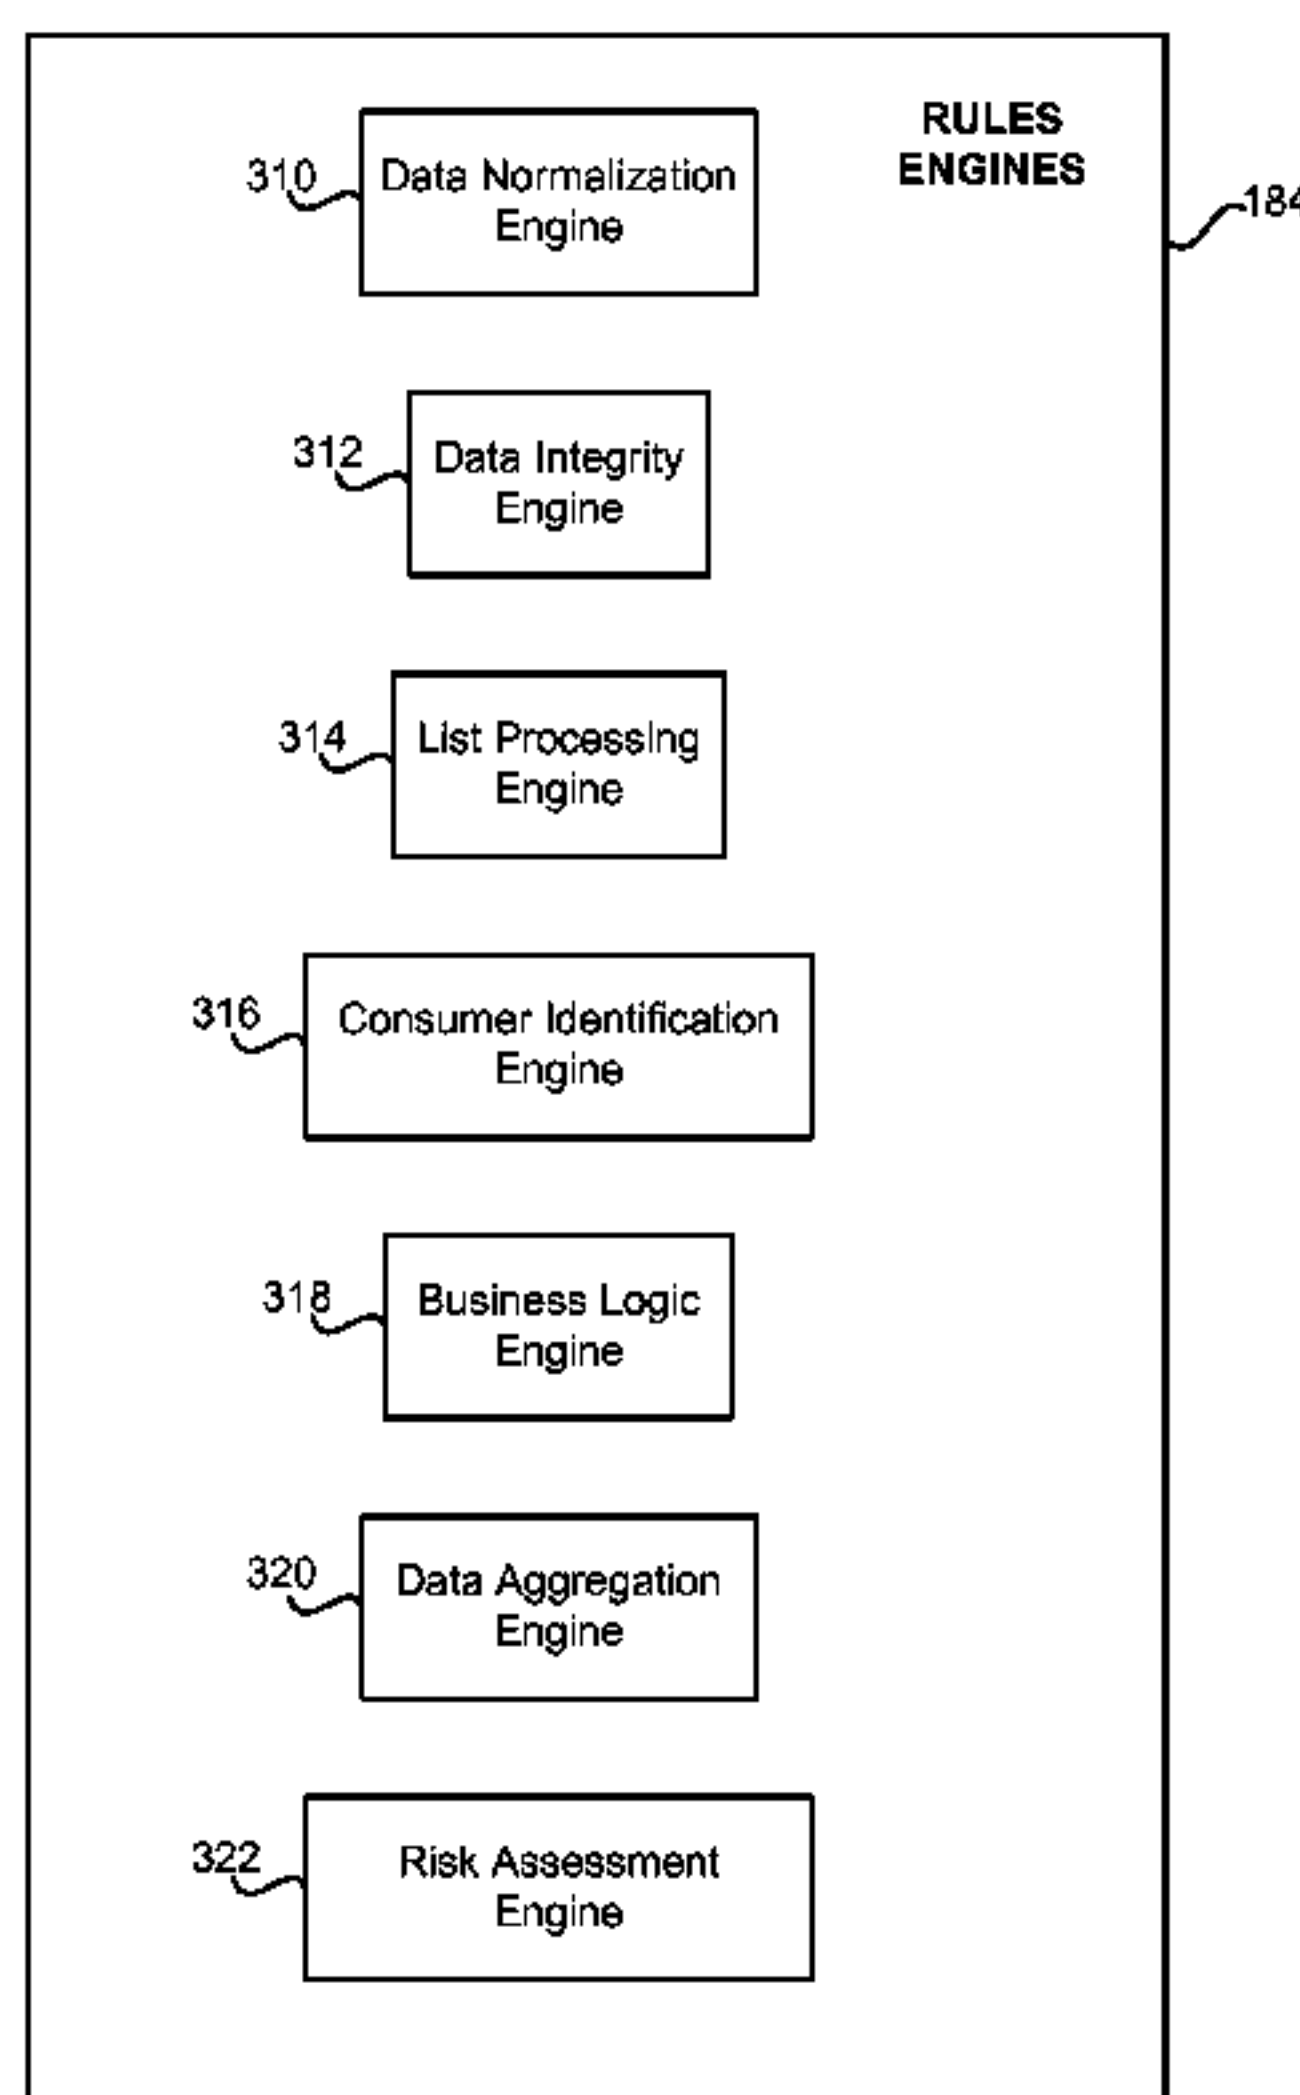 RULES
ENGINES
184
310
Data Normalization
Engine
312
Data Integrity
Engine
314
List Processing
Engine
316
Consumer Identification
Engine
318
Business Logic
Engine
320
Data Aggregation
Engine
322
Risk Assessment
Engine